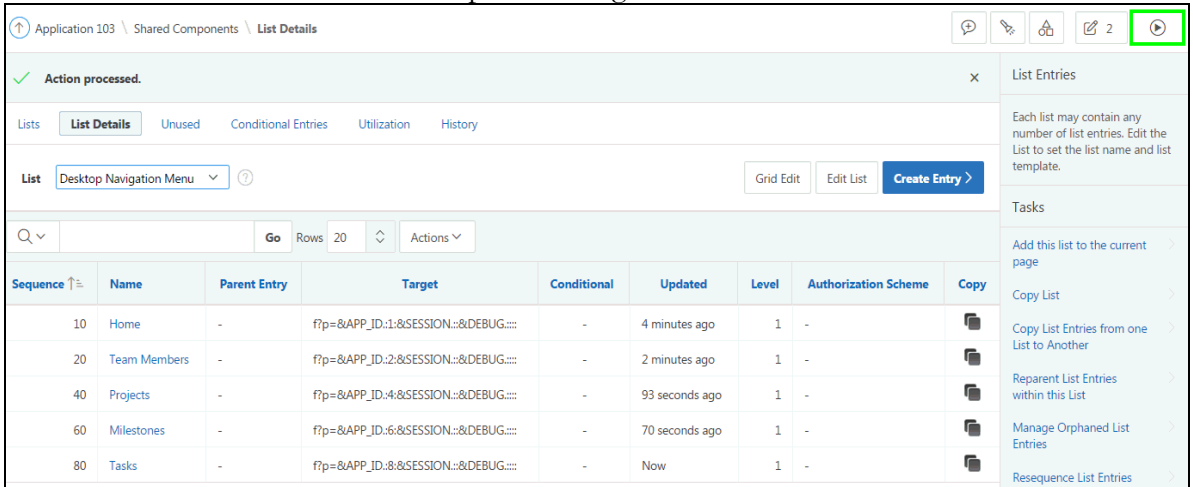 Application 103 \ Shared Components \ List Details
2
Action processed.
Lists List Details Unused Conditional Entries Utilization History
List Desktop Navigation Menu ? Grid Edit Edit List Create Entry >
Go Rows 20 Actions
Sequence Name Parent Entry Target Conditional Updated Level Authorization Scheme Copy
10 Home - f?p=&APP_ID.:1:&SESSION.::&DEBUG.:::: - 4 minutes ago 1 -
20 Team Members - f?p=&APP_ID.:2:&SESSION.::&DEBUG.:::: - 2 minutes ago 1 -
40 Projects - f?p=&APP_ID.:4:&SESSION.::&DEBUG.:::: - 93 seconds ago 1 -
60 Milestones - f?p=&APP_ID.:6:&SESSION.::&DEBUG.:::: - 70 seconds ago 1 -
80 Tasks - f?p=&APP_ID.:8:&SESSION.::&DEBUG.:::: - Now 1 -
List Entries
Each list may contain any
number of list entries. Edit the
List to set the list name and list
template.
Tasks
Add this list to the current
page
Copy List
Copy List Entries from one
List to Another
Reparent List Entries
within this List
Manage Orphaned List
Entries
Resequence List Entries